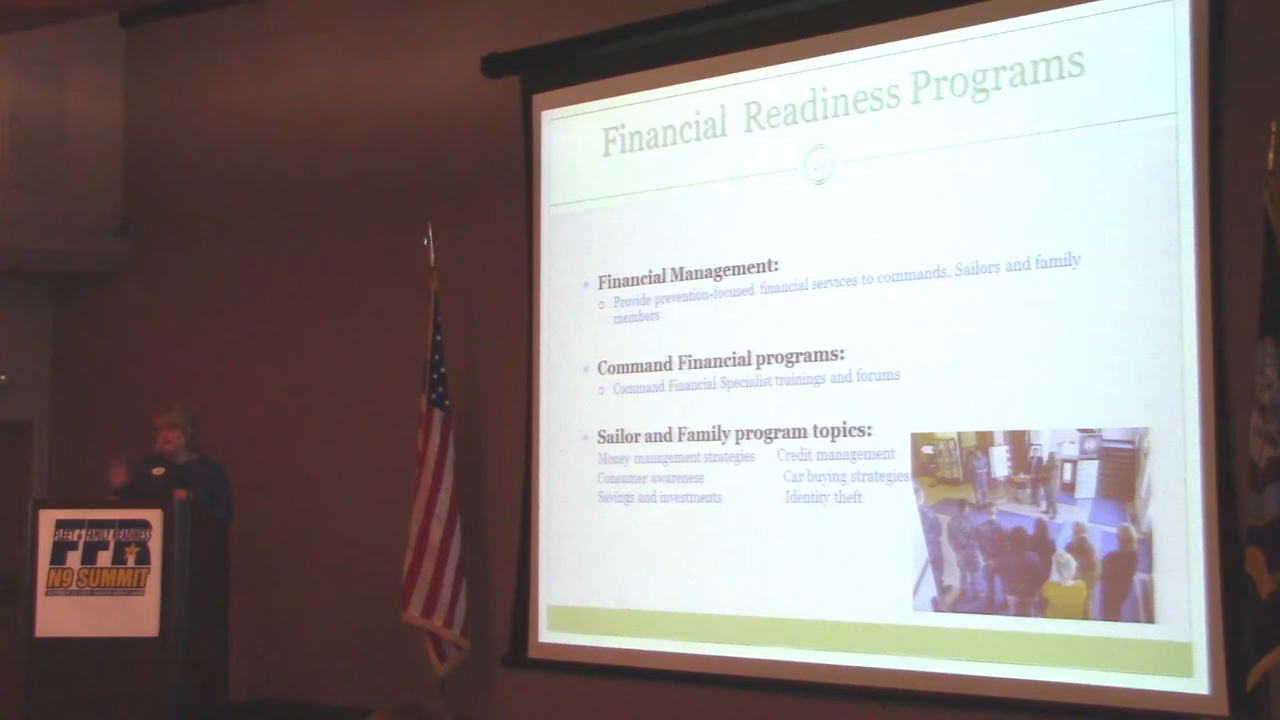 Financial Readiness Programs
Financial Management:
Provide prevention-focused financial services to commands, Sailors and family
members
Command Financial programs:
Command Financial Specialist trainings and forums
Sailor and Family program topics:
Money management strategies Credit management
Consumer awareness Car buying strategies
Savings and investments Identity theft
FLEET & FAMILY READINESS
FFR
N9 SUMMIT